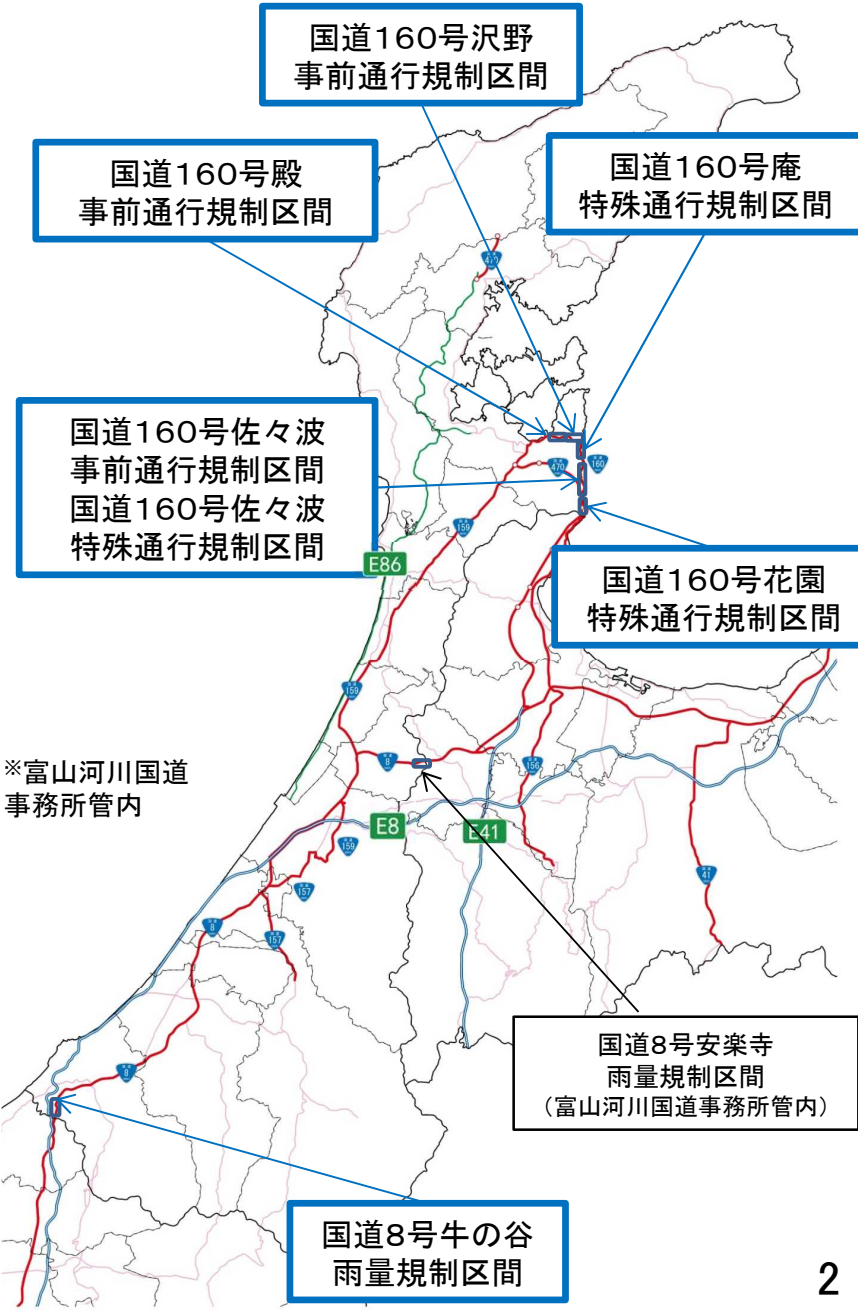 国道160号沢野
事前通行規制区間
国道160号殿
事前通行規制区間
国道160号庵
特殊通行規制区間
470
国道160号佐々波
事前通行規制区間
国道160号佐々波
特殊通行規制区間
470
160
159
E86
国道160号花園
特殊通行規制区間
159
※富山河川国道
事務所管内
8
156
E8
E41
159
157
41
8
157
国道8号安楽寺
雨量規制区間
(富山河川国道事務所管内)
8
国道8号牛の谷
雨量規制区間
2